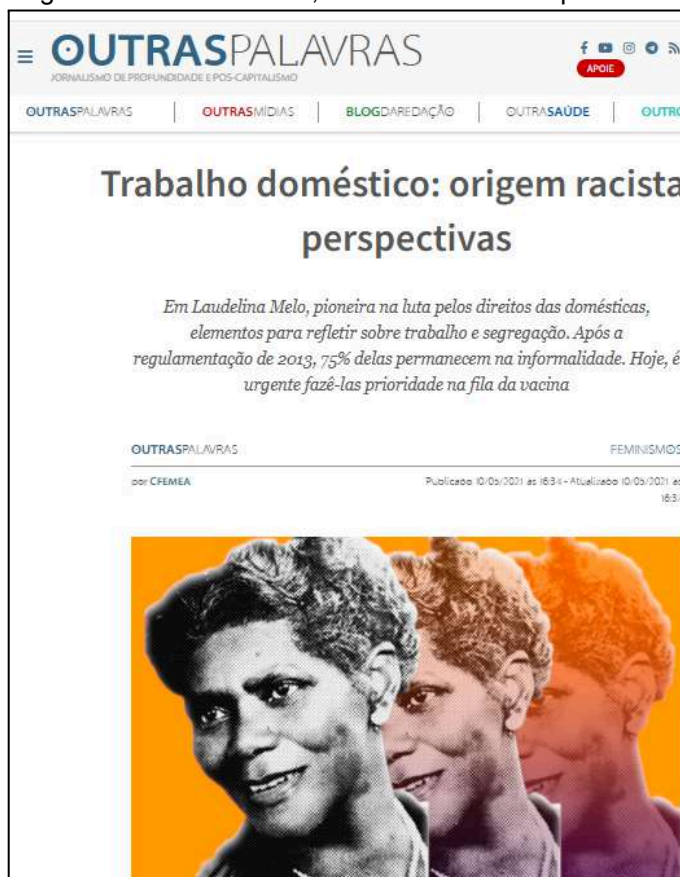 OUTRASPALAVRAS
JORNALISMO DE PROFUNDIDADE E PÓS-CAPITALISMO
APOIE
OUTRASPALAVRAS | OUTRASMÍDIAS | BLOGDAREDAÇÃO | OUTRASAÚDE | OUTRO
Trabalho doméstico: origem racista
perspectivas
Em Laudelina Melo, pioneira na luta pelos direitos das domésticas,
elementos para refletir sobre trabalho e segregação. Após a
regulamentação de 2013, 75% delas permanecem na informalidade. Hoje, é
urgente fazê-las prioridade na fila da vacina
OUTRASPALAVRAS
FEMINISMOS
por CFEMEA
Publicado 10/05/2021 às 16:34 - Atualizado 10/05/2021 às